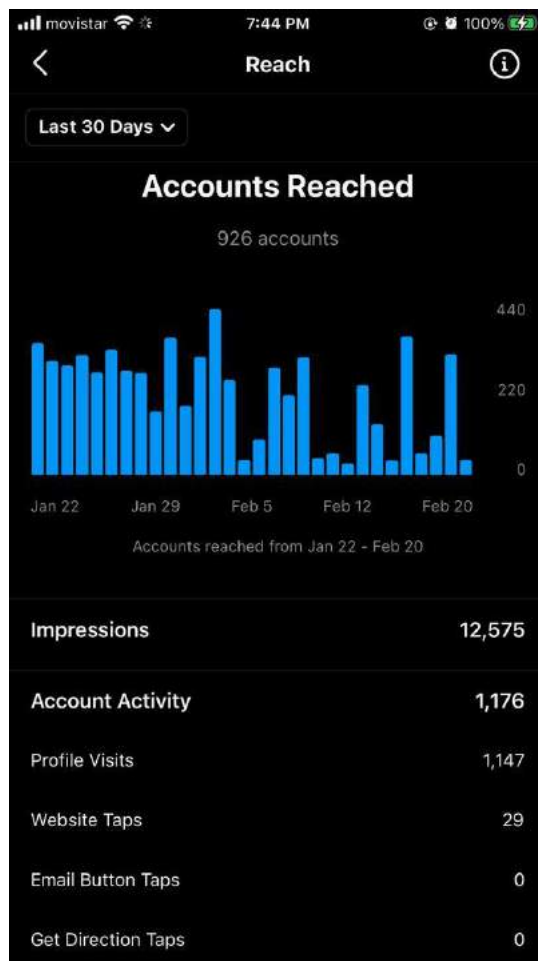 movistar 7:44 PM 100%
Reach
Last 30 Days
Accounts Reached
926 accounts
440
220
0
Jan 22 Jan 29 Feb 5 Feb 12 Feb 20
Accounts reached from Jan 22 - Feb 20
Impressions 12,575
Account Activity 1,176
Profile Visits 1,147
Website Taps 29
Email Button Taps 0
Get Direction Taps 0